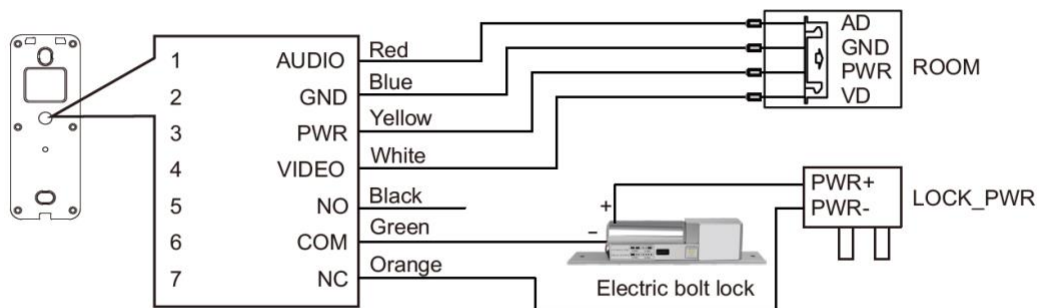 1 AUDIO Red
2 GND Blue
3 PWR Yellow
4 VIDEO White
5 NO Black
6 COM Green
7 NC Orange
AD
GND
PWR
VD
ROOM
PWR+
PWR-
LOCK_PWR
+
–
Electric bolt lock